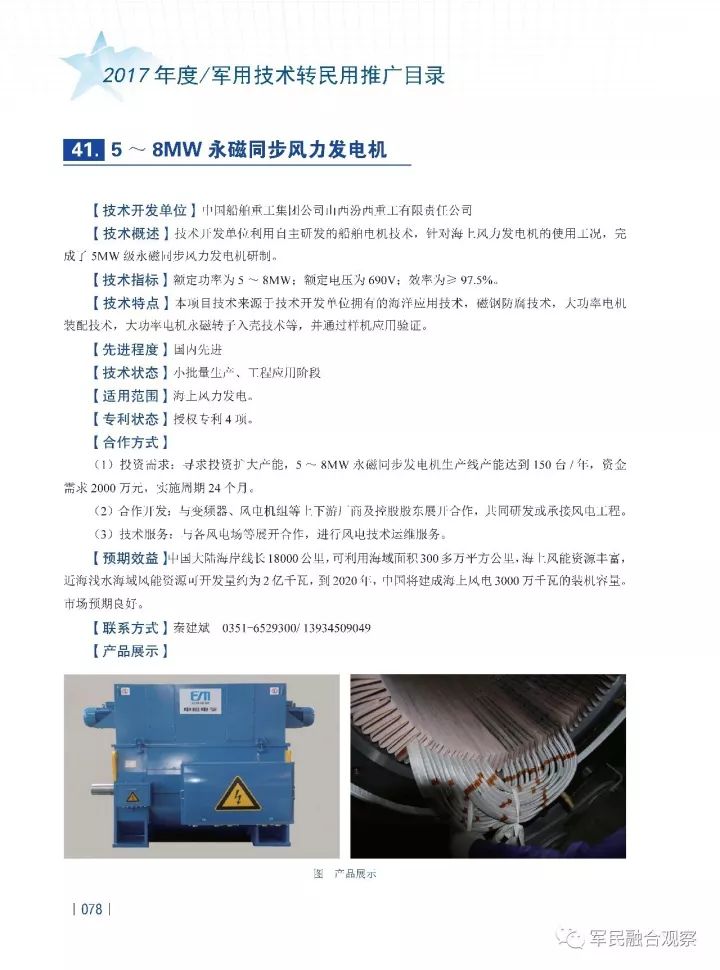 2017 年度/军用技术转民用推广目录
41. 5 ～ 8MW 永磁同步风力发电机
【技术开发单位】中国船舶重工集团公司山西汾西重工有限责任公司
【技术概述】技术开发单位利用自主研发的船舶电机技术，针对海上风力发电机的使用工况，完
成了 5MW 级永磁同步风力发电机研制。
【技术指标】额定功率为 5 ～ 8MW；额定电压为 690V；效率为≥ 97.5%。
【技术特点】本项目技术来源于技术开发单位拥有的海洋应用技术，磁钢防腐技术，大功率电机
装配技术，大功率电机永磁转子入壳技术等，并通过样机应用验证。
【先进程度】国内先进
【技术状态】小批量生产、工程应用阶段
【适用范围】海上风力发电。
【专利状态】授权专利 4 项。
【合作方式】
（1）投资需求：寻求投资扩大产能，5 ～ 8MW 永磁同步发电机生产线产能达到 150 台 / 年，资金
需求 2000 万元，实施周期 24 个月。
（2）合作开发：与变频器、风电机组等上下游厂商及控股股东展开合作，共同研发或承接风电工程。
（3）技术服务：与各风电场等展开合作，进行风电技术运维服务。
【预期效益】中国大陆海岸线长 18000 公里，可利用海域面积 300 多万平方公里，海上风能资源丰富，
近海浅水海域风能资源可开发量约为 2 亿千瓦，到 2020 年，中国将建成海上风电 3000 万千瓦的装机容量。
市场预期良好。
【联系方式】秦建斌 0351-6529300/ 13934509049
【产品展示】
中船电气
图 产品展示
| 078 |
军民融合观察